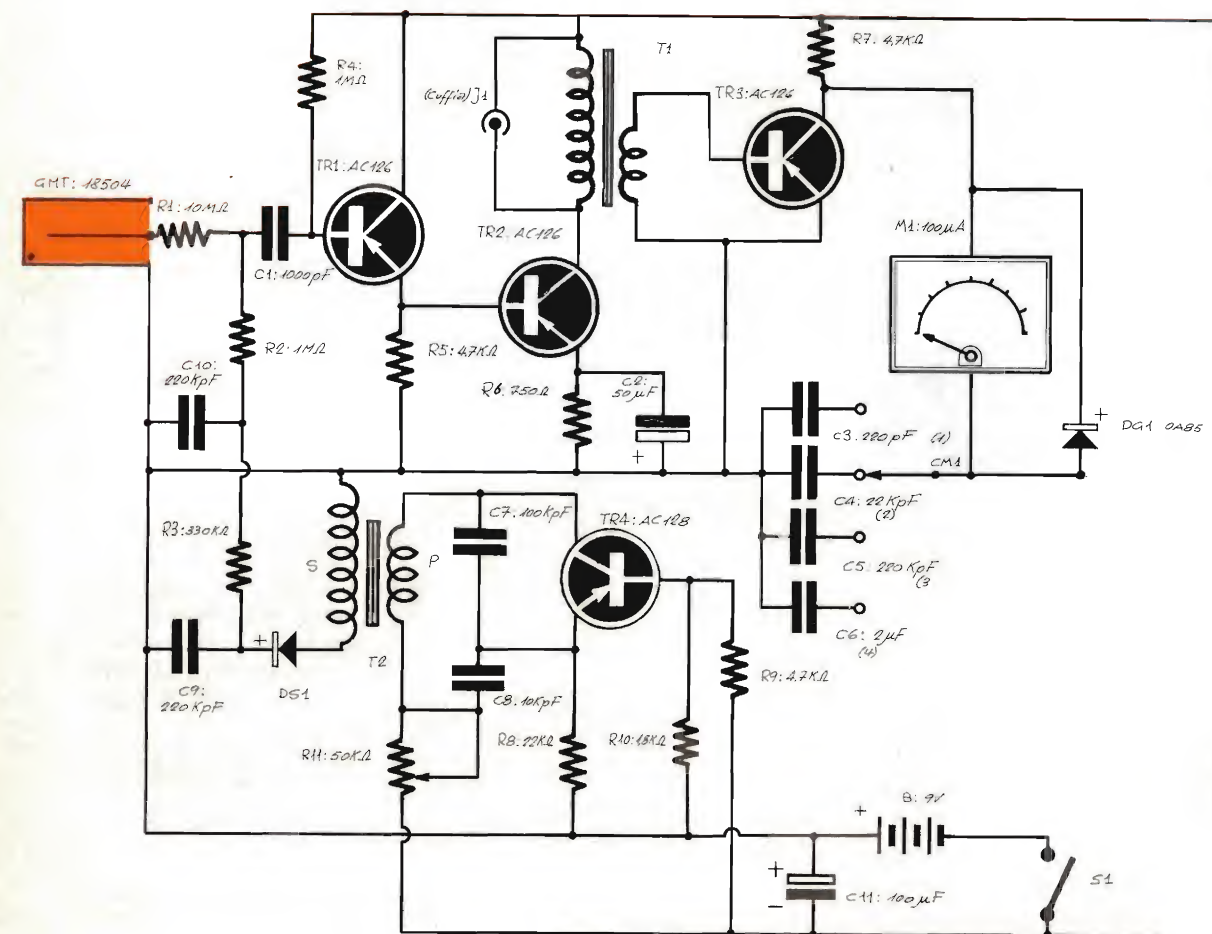 R4:
1MΩ
(Cuffia) J1
T1
R7: 4,7KΩ
TR3: AC126
GMT: 18504
TR1: AC126
R1: 10MΩ
TR2: AC126
M1: 100µA
C1: 1000pF
R2: 1MΩ
C10:
220KpF
R5: 4,7KΩ
R6: 750Ω
C2:
50µF
+
C3. 220pF (1)
+
DG1 0A85
CM1
C4: 22KpF
(2)
C7: 100KpF
TR4: AC128
R3: 330KΩ
S
P
C5: 220KpF
(3
C6: 2µF
(4)
+
T2
DS1
C9:
220KpF
C8: 10KpF
R9: 4.7KΩ
R11: 50KΩ
R8: 22KΩ
R10: 15KΩ
B: 9V
+
+
-
C11: 100µF
S1